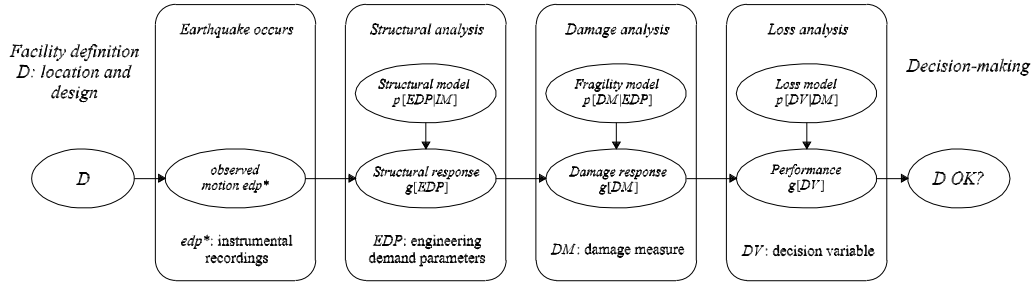 Facility definition
D: location and
design
D
Earthquake occurs
observed
motion edp*
edp*: instrumental
recordings
Structural analysis
Structural model
p[EDP|IM]
Structural response
g[EDP]
EDP: engineering
demand parameters
Damage analysis
Fragility model
p[DM|EDP]
Damage response
g[DM]
DM: damage measure
Loss analysis
Loss model
p[DV|DM]
Performance
g[DV]
DV: decision variable
Decision-making
D OK?